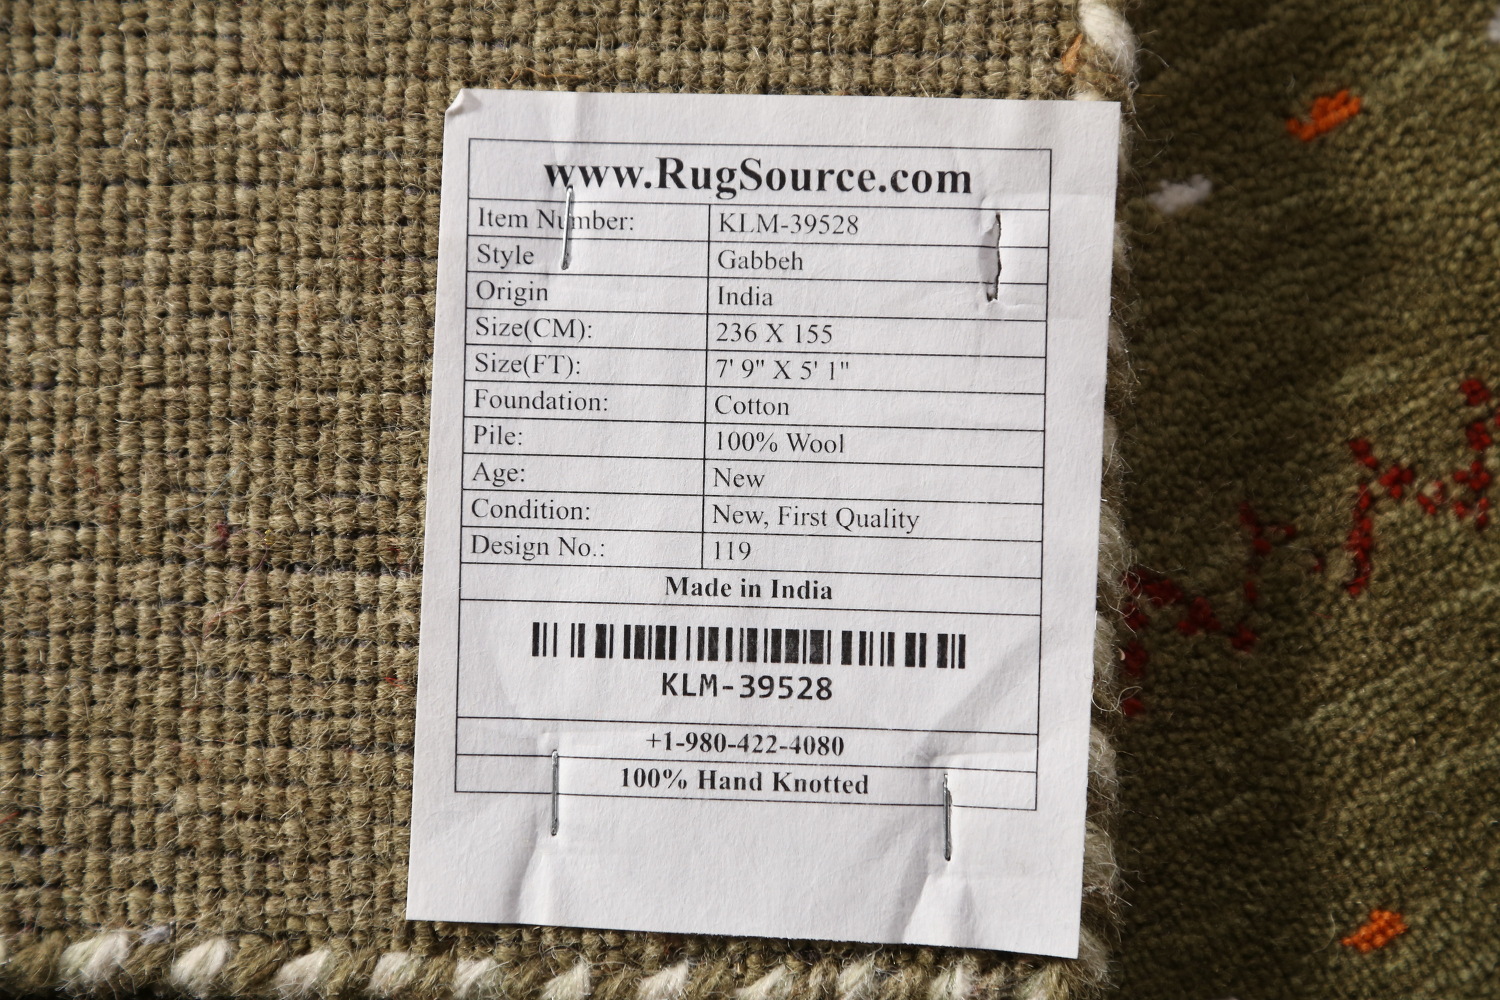 www.RugSource.com
Item Number: KLM-39528
Style Gabbeh
Origin India
Size(CM): 236 X 155
Size(FT): 7' 9" X 5' 1"
Foundation: Cotton
Pile: 100% Wool
Age: New
Condition: New, First Quality
Design No.: 119
Made in India
KLM-39528
+1-980-422-4080
100% Hand Knotted